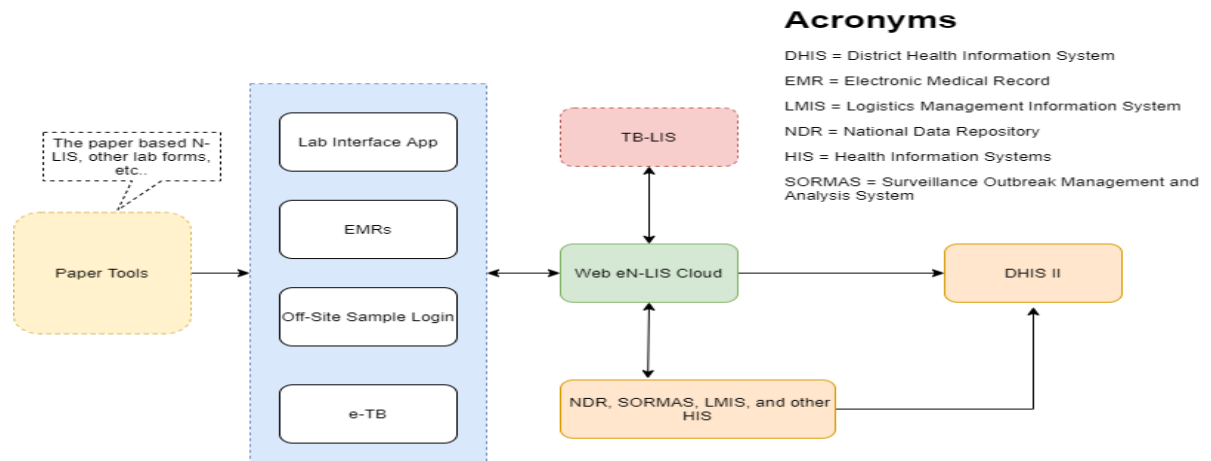 Acronyms
DHIS = District Health Information System
EMR = Electronic Medical Record
LMIS = Logistics Management Information System
NDR = National Data Repository
HIS = Health Information Systems
SORMAS = Surveillance Outbreak Management and
Analysis System
The paper based N-
LIS, other lab forms,
etc..
Paper Tools
Lab Interface App
EMRs
Off-Site Sample Login
e-TB
TB-LIS
Web eN-LIS Cloud
DHIS II
NDR, SORMAS, LMIS, and other
HIS